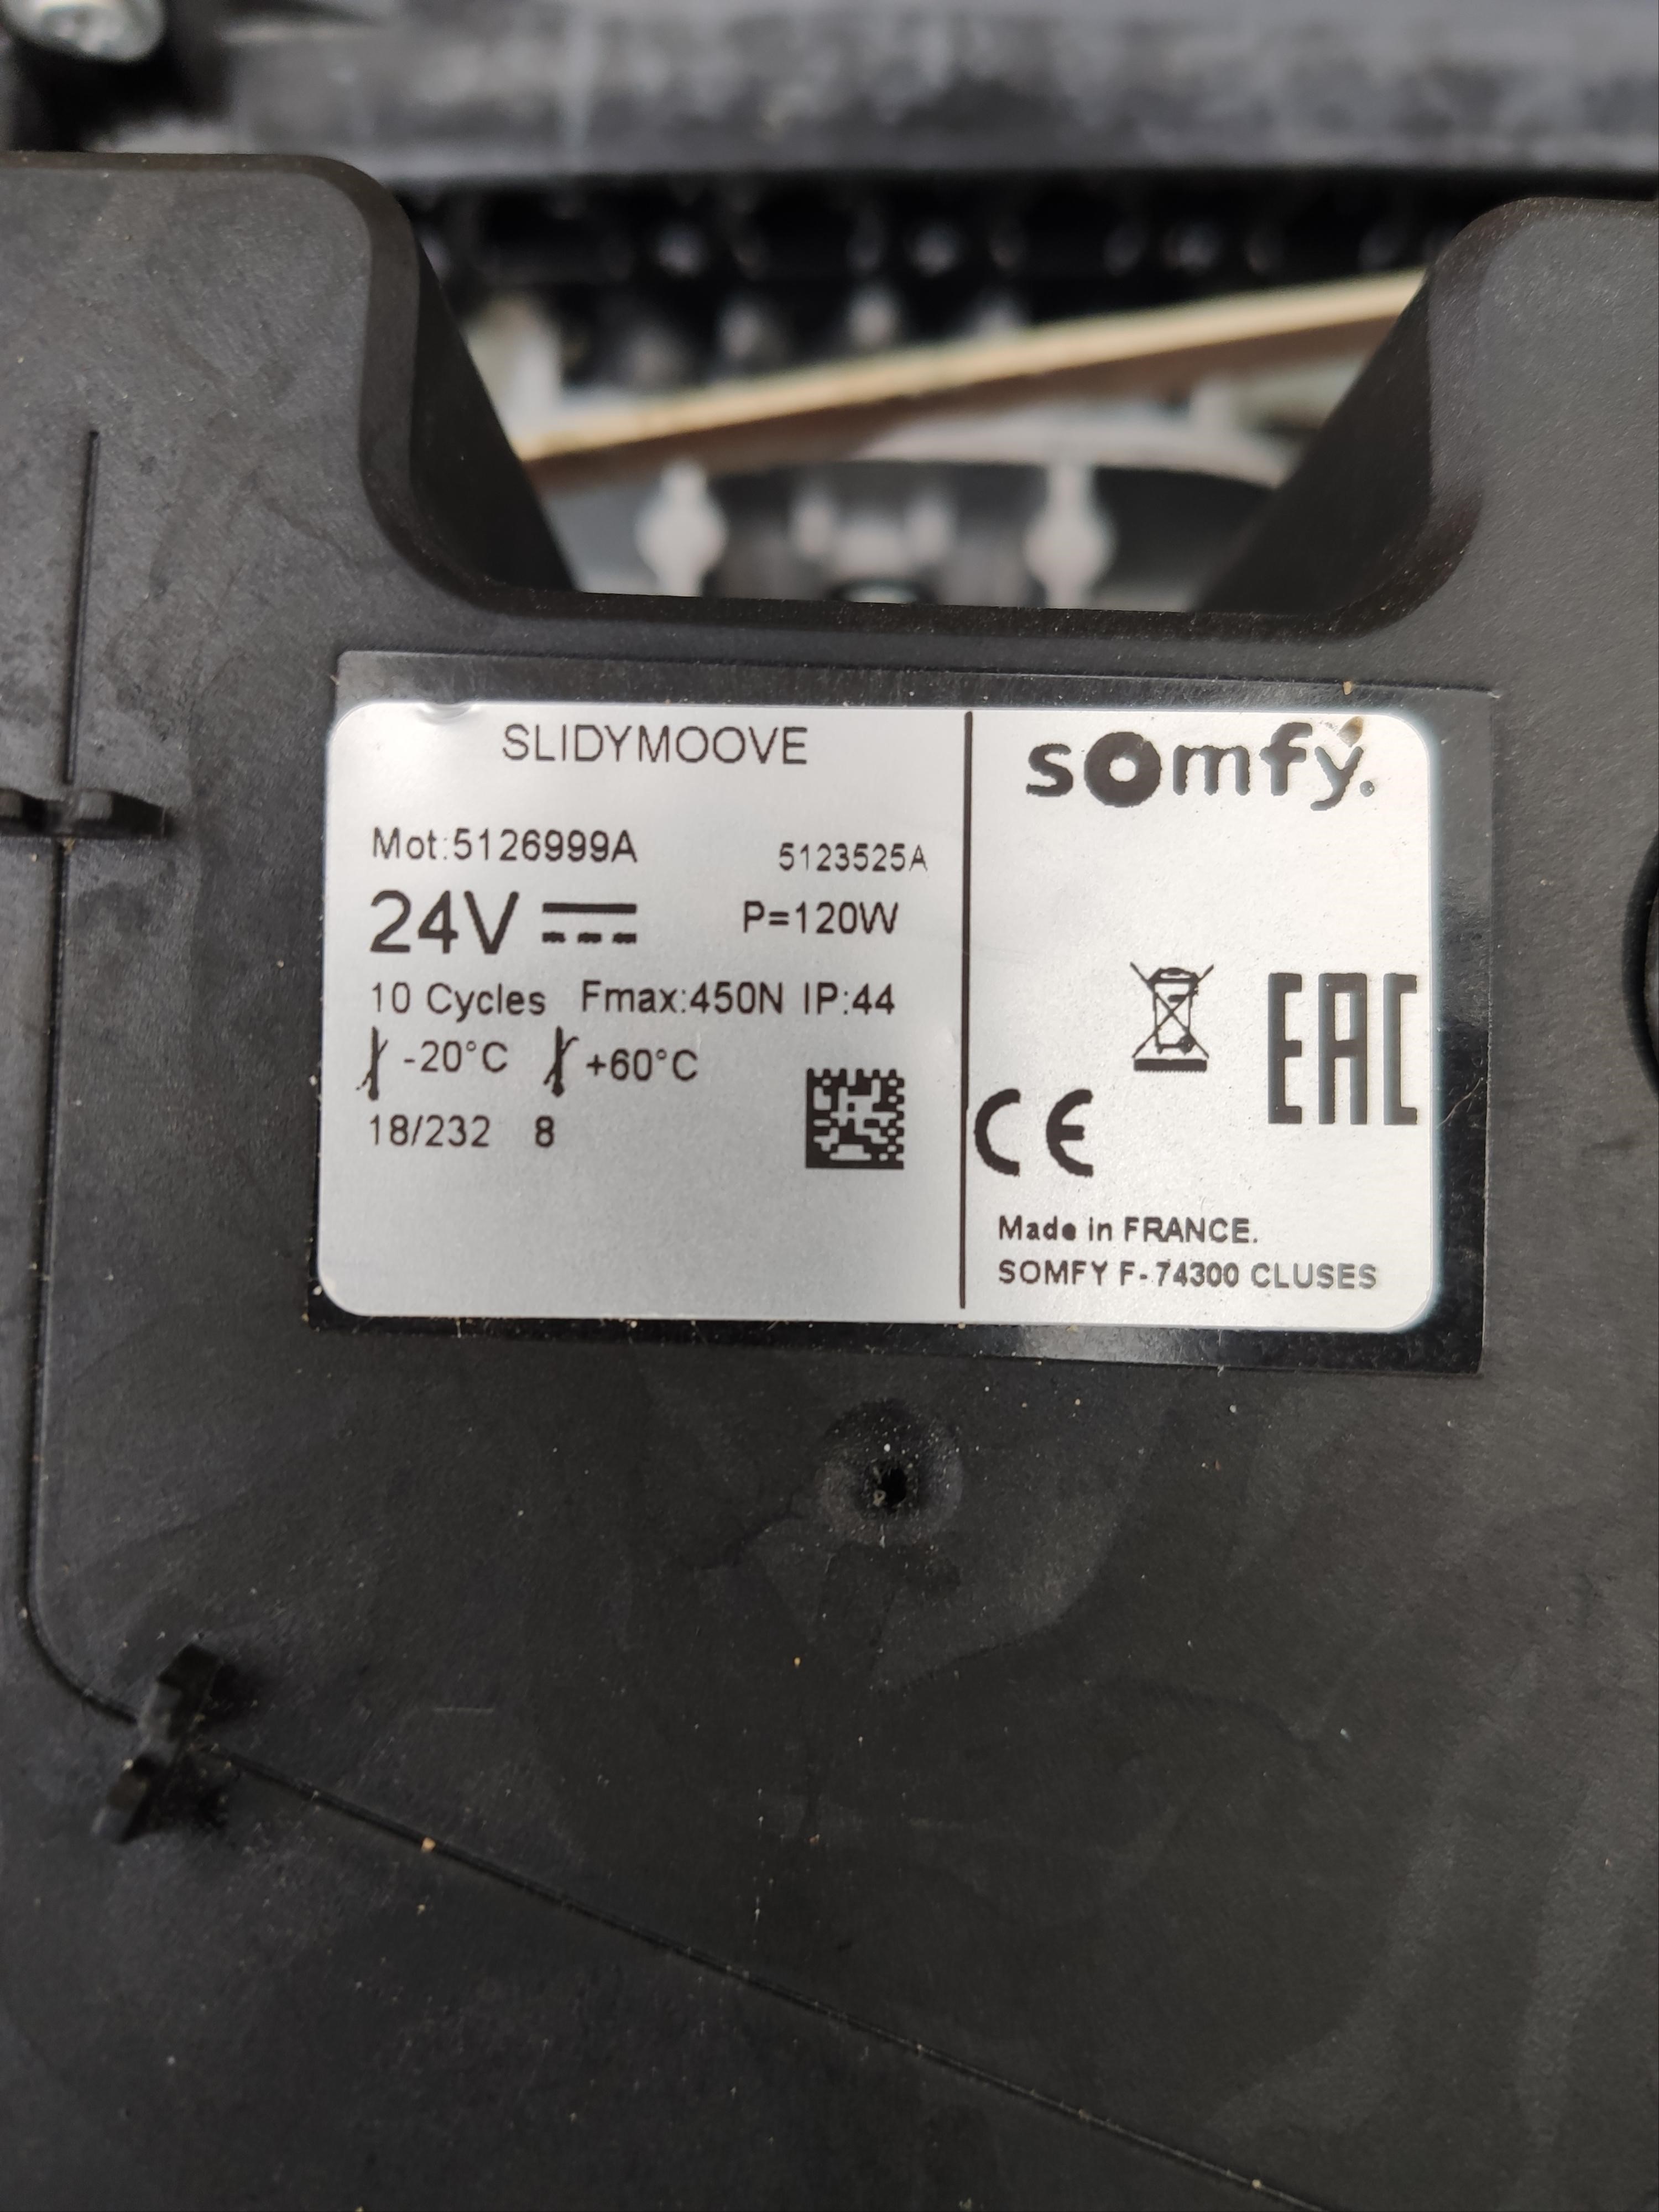 SLIDYMOOVE
Mot:5126999A 5123525A
24V P=120W
10 Cycles Fmax:450N IP:44
-20°C +60°C
18/232 8
somfy.
EAC
CE
Made in FRANCE.
SOMFY F-74300 CLUSES